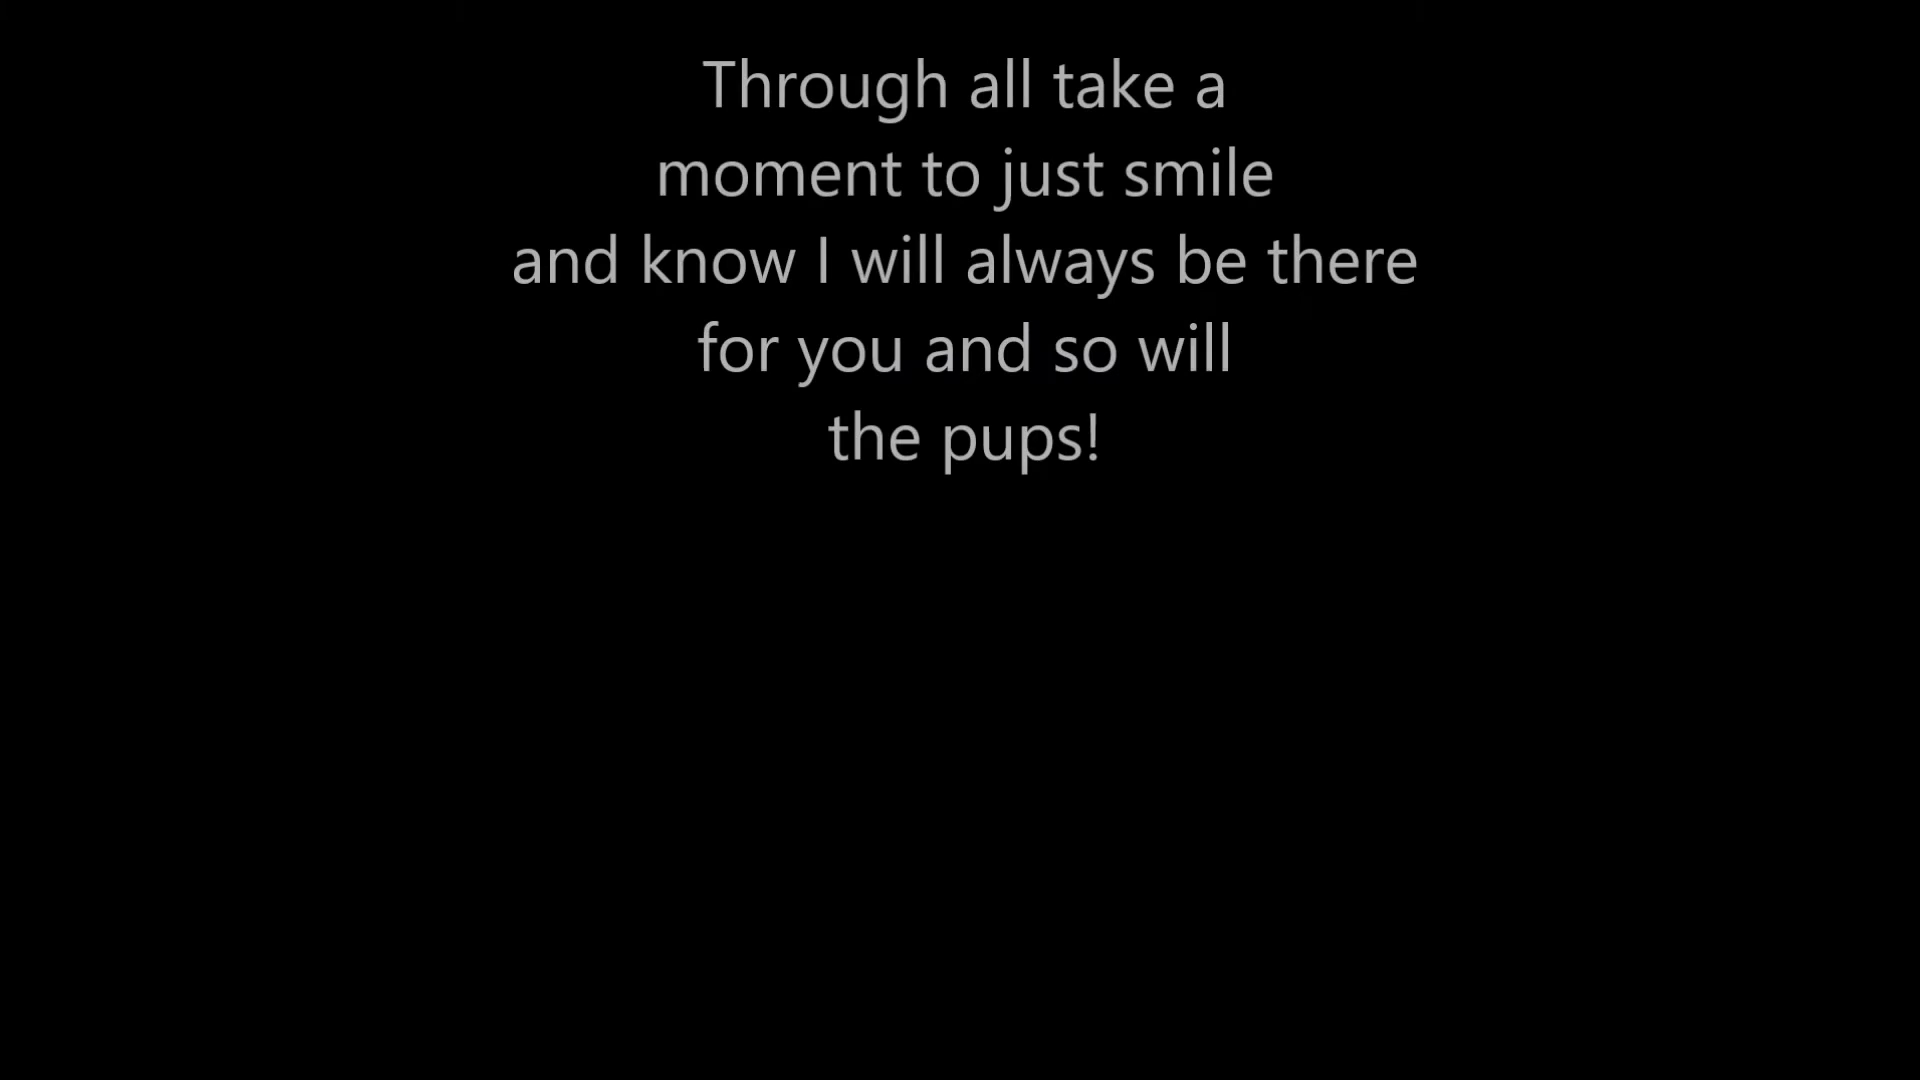 Through all take a
moment to just smile
and know I will always be there
for you and so will
the pups!